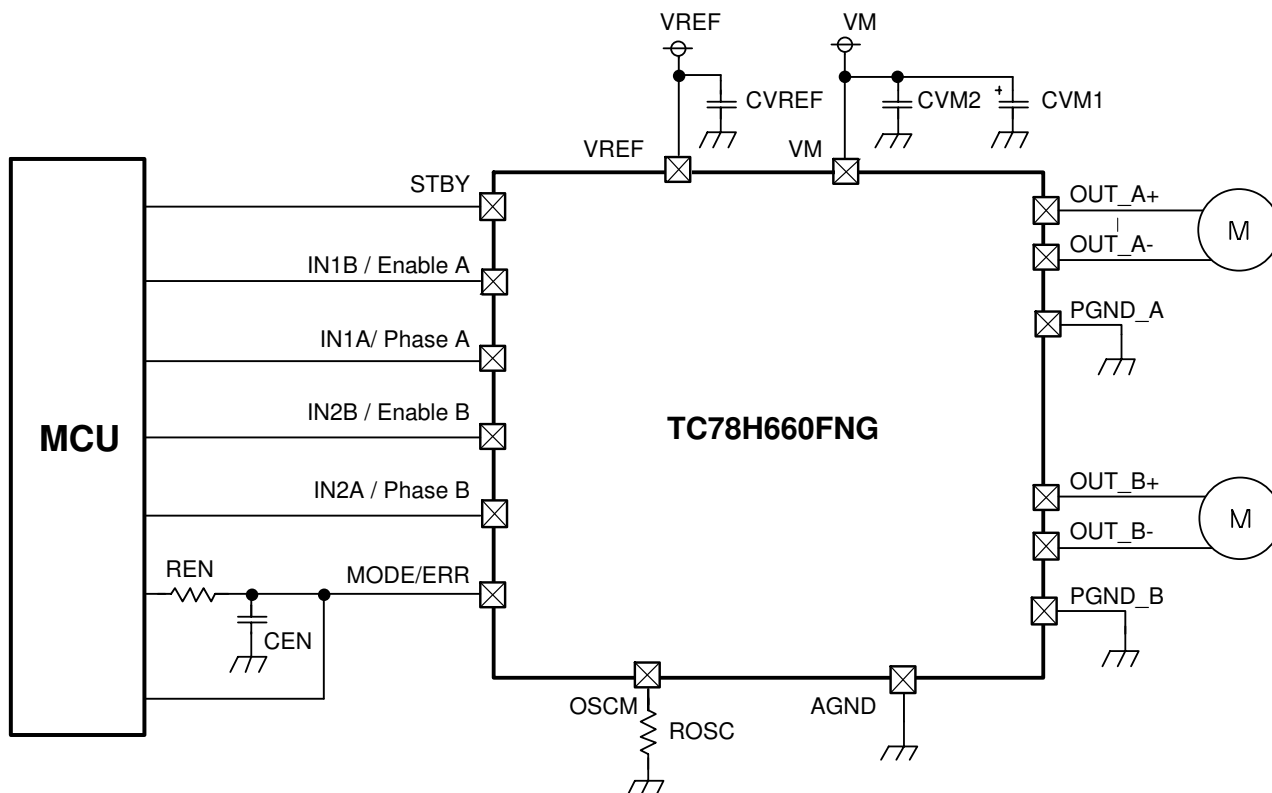 VREF
VM
CVREF
CVM2
+
CVM1
VREF
VM
STBY
OUT_A+
M
IN1B / Enable A
OUT_A-
IN1A/ Phase A
PGND_A
MCU
IN2B / Enable B
TC78H660FNG
IN2A / Phase B
OUT_B+
M
OUT_B-
REN
MODE/ERR
PGND_B
CEN
OSCM
AGND
ROSC